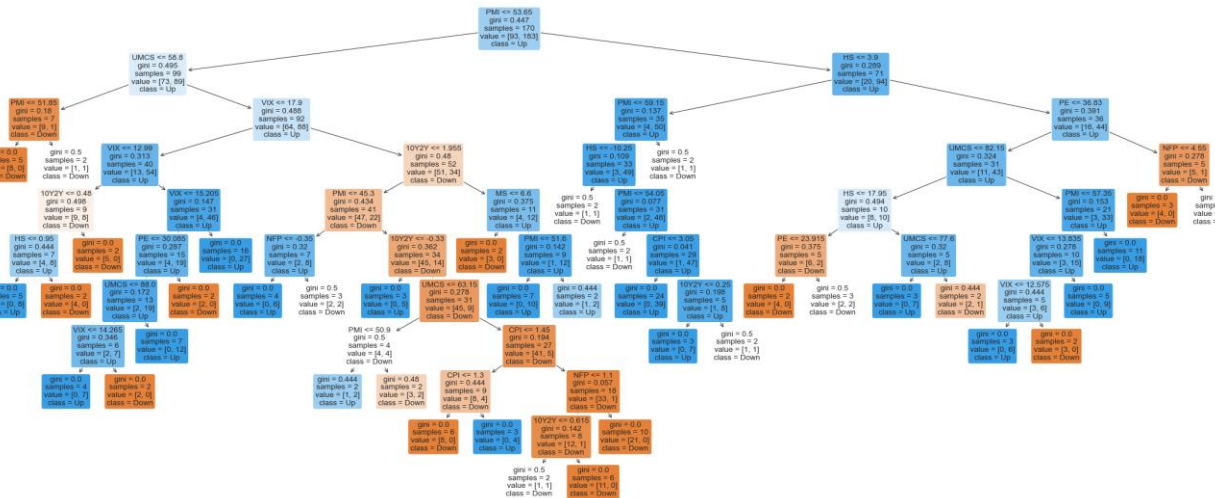 PMI <= 53.65
gini = 0.447
samples = 170
value = [93, 183]
class = Up
UMCS <= 58.8
gini = 0.495
samples = 99
value = [73, 89]
class = Up
HS <= 3.9
gini = 0.289
samples = 71
value = [20, 94]
class = Up
PMI <= 51.85
gini = 0.18
samples = 7
value = [9, 1]
class = Down
VIX <= 17.9
gini = 0.488
samples = 92
value = [64, 88]
class = Up
PMI <= 59.15
gini = 0.137
samples = 35
value = [4, 50]
class = Up
PE <= 36.83
gini = 0.391
samples = 36
value = [16, 44]
class = Up
= 0.0
= 5
[8, 0]
= Down
gini = 0.5
samples = 2
value = [1, 1]
class = Down
VIX <= 12.99
gini = 0.313
samples = 40
value = [13, 54]
class = Up
10Y2Y <= 1.955
gini = 0.48
samples = 52
value = [51, 34]
class = Down
HS <= -10.25
gini = 0.109
samples = 33
value = [3, 49]
class = Up
gini = 0.5
samples = 2
value = [1, 1]
class = Down
UMCS <= 82.15
gini = 0.324
samples = 31
value = [11, 43]
class = Up
NFP <= 4.55
gini = 0.278
samples = 5
value = [5, 1]
class = Down
10Y2Y <= 0.48
gini = 0.498
samples = 9
value = [9, 8]
class = Down
VIX <= 15.205
gini = 0.147
samples = 31
value = [4, 46]
class = Up
PMI <= 45.3
gini = 0.434
samples = 41
value = [47, 22]
class = Down
MS <= 6.6
gini = 0.375
samples = 11
value = [4, 12]
class = Up
gini = 0.5
samples = 2
value = [1, 1]
class = Down
PMI <= 54.05
gini = 0.077
samples = 31
value = [2, 48]
class = Up
HS <= 17.95
gini = 0.494
samples = 10
value = [8, 10]
class = Up
PMI <= 57.35
gini = 0.153
samples = 21
value = [3, 33]
class = Up
gini = 0.0
samples = 3
value = [4, 0]
class = Down
HS <= 0.95
gini = 0.444
samples = 7
value = [4, 8]
class = Up
gini = 0.0
samples = 2
value = [5, 0]
class = Down
PE <= 30.085
gini = 0.287
samples = 15
value = [4, 19]
class = Up
gini = 0.0
samples = 16
value = [0, 27]
class = Up
NFP <= -0.35
gini = 0.32
samples = 7
value = [2, 8]
class = Up
10Y2Y <= -0.33
gini = 0.362
samples = 34
value = [45, 14]
class = Down
gini = 0.0
samples = 2
value = [3, 0]
class = Down
PMI <= 51.6
gini = 0.142
samples = 9
value = [1, 12]
class = Up
gini = 0.5
samples = 2
value = [1, 1]
class = Down
CPI <= 3.05
gini = 0.041
samples = 29
value = [1, 47]
class = Up
PE <= 23.915
gini = 0.375
samples = 5
value = [6, 2]
class = Down
UMCS <= 77.6
gini = 0.32
samples = 5
value = [2, 8]
class = Up
VIX <= 13.835
gini = 0.278
samples = 10
value = [3, 15]
class = Up
gini = 0.0
samples = 11
value = [0, 18]
class = Up
gini = 0.0
samples = 5
value = [0, 8]
class = Up
gini = 0.0
samples = 2
value = [4, 0]
class = Down
UMCS <= 88.0
gini = 0.172
samples = 13
value = [2, 19]
class = Up
gini = 0.0
samples = 2
value = [2, 0]
class = Down
gini = 0.0
samples = 4
value = [0, 6]
class = Up
gini = 0.5
samples = 3
value = [2, 2]
class = Down
gini = 0.0
samples = 3
value = [0, 5]
class = Up
UMCS <= 63.15
gini = 0.278
samples = 31
value = [45, 9]
class = Down
gini = 0.0
samples = 7
value = [0, 10]
class = Up
gini = 0.444
samples = 2
value = [1, 2]
class = Up
gini = 0.0
samples = 24
value = [0, 39]
class = Up
10Y2Y <= 0.25
gini = 0.198
samples = 5
value = [1, 8]
class = Up
gini = 0.0
samples = 2
value = [4, 0]
class = Down
gini = 0.5
samples = 3
value = [2, 2]
class = Down
gini = 0.0
samples = 3
value = [0, 7]
class = Up
gini = 0.444
samples = 2
value = [2, 1]
class = Down
VIX <= 12.575
gini = 0.444
samples = 5
value = [3, 6]
class = Up
gini = 0.0
samples = 5
value = [0, 9]
class = Up
VIX <= 14.265
gini = 0.346
samples = 6
value = [2, 7]
class = Up
gini = 0.0
samples = 7
value = [0, 12]
class = Up
PMI <= 50.9
gini = 0.5
samples = 4
value = [4, 4]
class = Down
CPI <= 1.45
gini = 0.194
samples = 27
value = [41, 5]
class = Down
gini = 0.0
samples = 3
value = [0, 7]
class = Up
gini = 0.5
samples = 2
value = [1, 1]
class = Down
gini = 0.0
samples = 3
value = [0, 6]
class = Up
gini = 0.0
samples = 2
value = [3, 0]
class = Down
gini = 0.0
samples = 4
value = [0, 7]
class = Up
gini = 0.0
samples = 2
value = [2, 0]
class = Down
gini = 0.444
samples = 2
value = [1, 2]
class = Up
gini = 0.48
samples = 2
value = [3, 2]
class = Down
CPI <= 1.3
gini = 0.444
samples = 9
value = [8, 4]
class = Down
NFP <= 1.1
gini = 0.057
samples = 18
value = [33, 1]
class = Down
gini = 0.0
samples = 6
value = [8, 0]
class = Down
gini = 0.0
samples = 3
value = [0, 4]
class = Up
10Y2Y <= 0.615
gini = 0.142
samples = 8
value = [12, 1]
class = Down
gini = 0.0
samples = 10
value = [21, 0]
class = Down
gini = 0.5
samples = 2
value = [1, 1]
class = Down
gini = 0.0
samples = 6
value = [11, 0]
class = Down